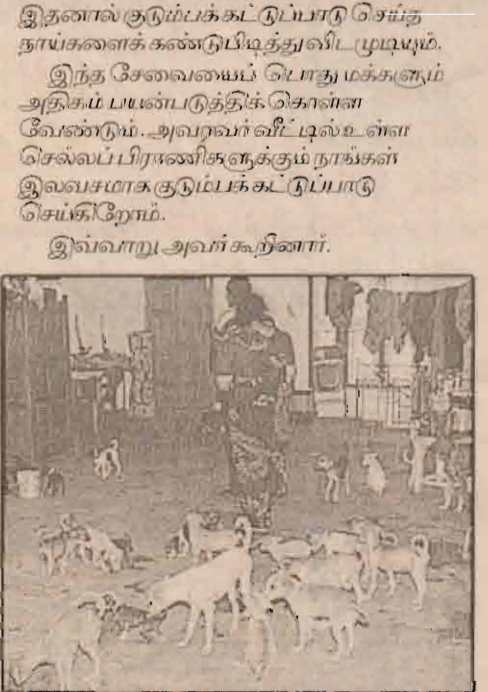 இதனால் குடும்பக்கட்டுப்பாடு செய்த
நாய்களைக் கண்டுபிடித்து விட முடியும்.
இந்த சேவையைப் பொது மக்களும்
அதிகம் பயன்படுத்திக் கொள்ள
வேண்டும். அவரவர் வீட்டில் உள்ள
செல்லப் பிராணிகளுக்கும் நாங்கள்
இலவசமாக குடும்பக்கட்டுப்பாடு
செய்கிறோம்.
இவ்வாறு அவர் கூறினார்.